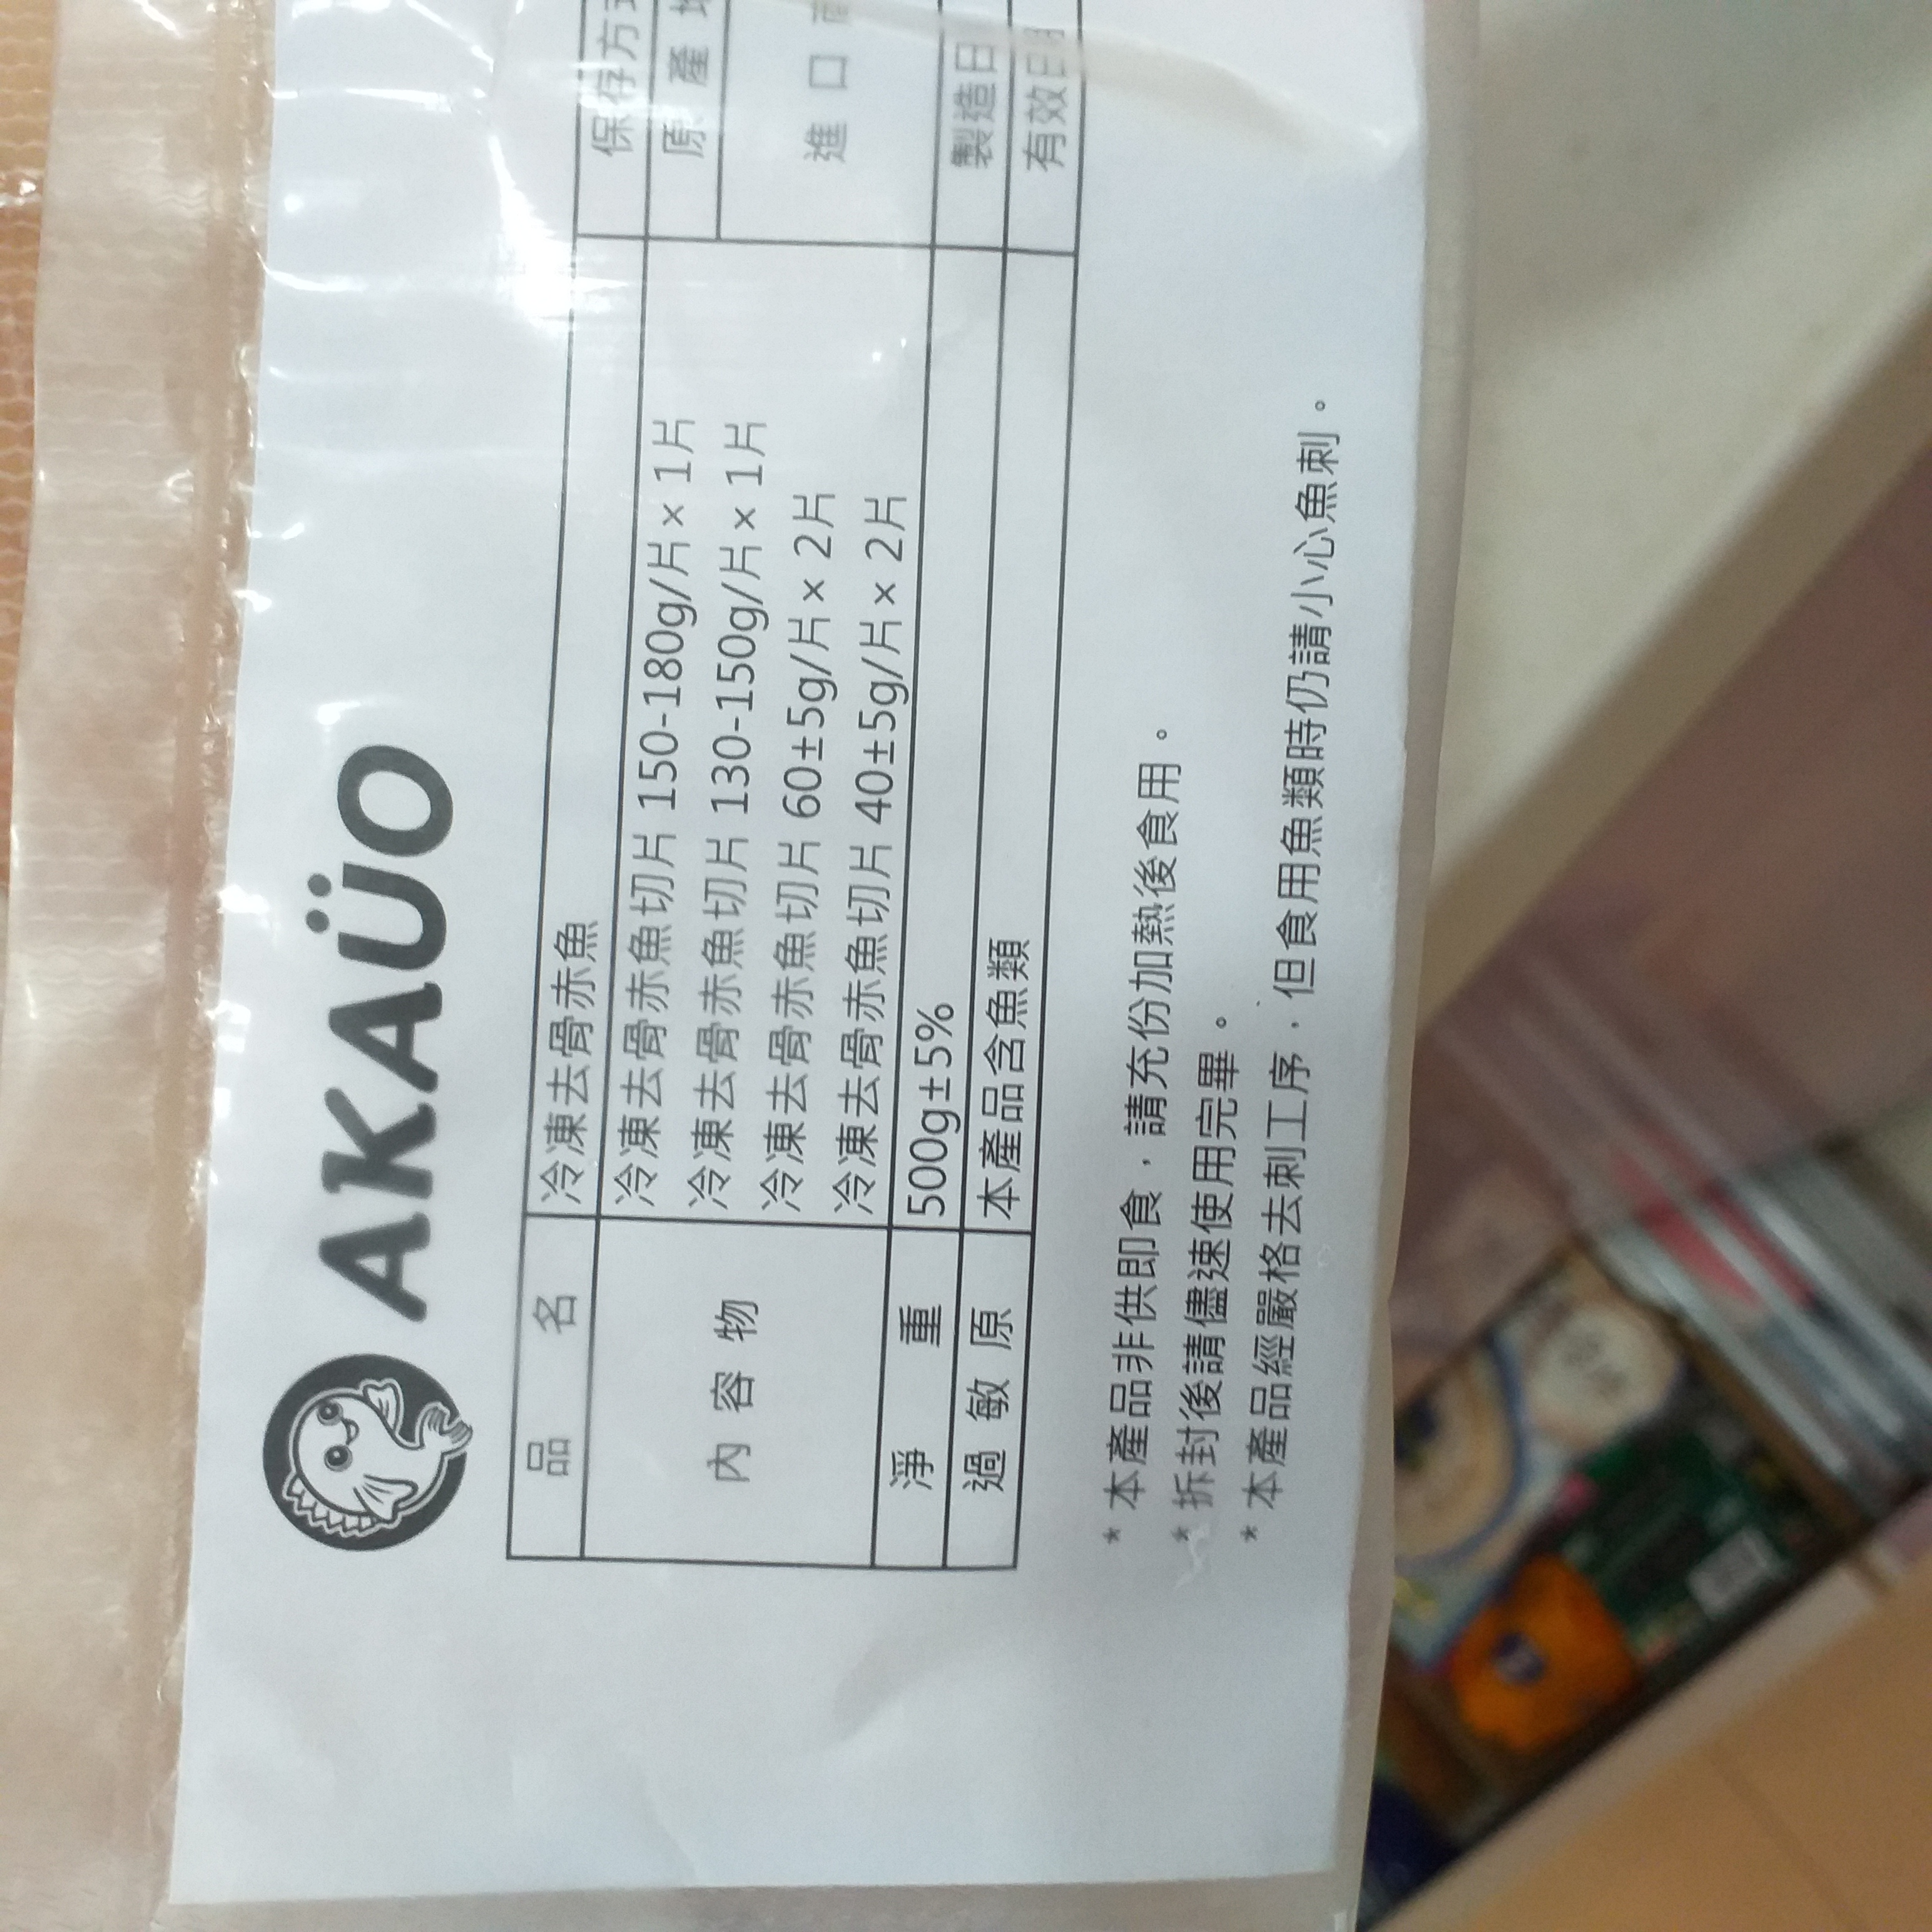 AKAÜO
品名 冷凍去骨赤魚
內容物 冷凍去骨赤魚切片 150-180g/片×1片
冷凍去骨赤魚切片 130-150g/片×1片
冷凍去骨赤魚切片 60±5g/片×2片
冷凍去骨赤魚切片 40±5g/片×2片
淨重 500g±5%
過敏原 本產品含魚類
保存方式
原產地
進口
製造日
有效日
* 本產品非供即食，請充份加熱後食用。
* 拆封後請儘速使用完畢。
* 本產品經嚴格去刺工序，但食用魚類時仍請小心魚刺。